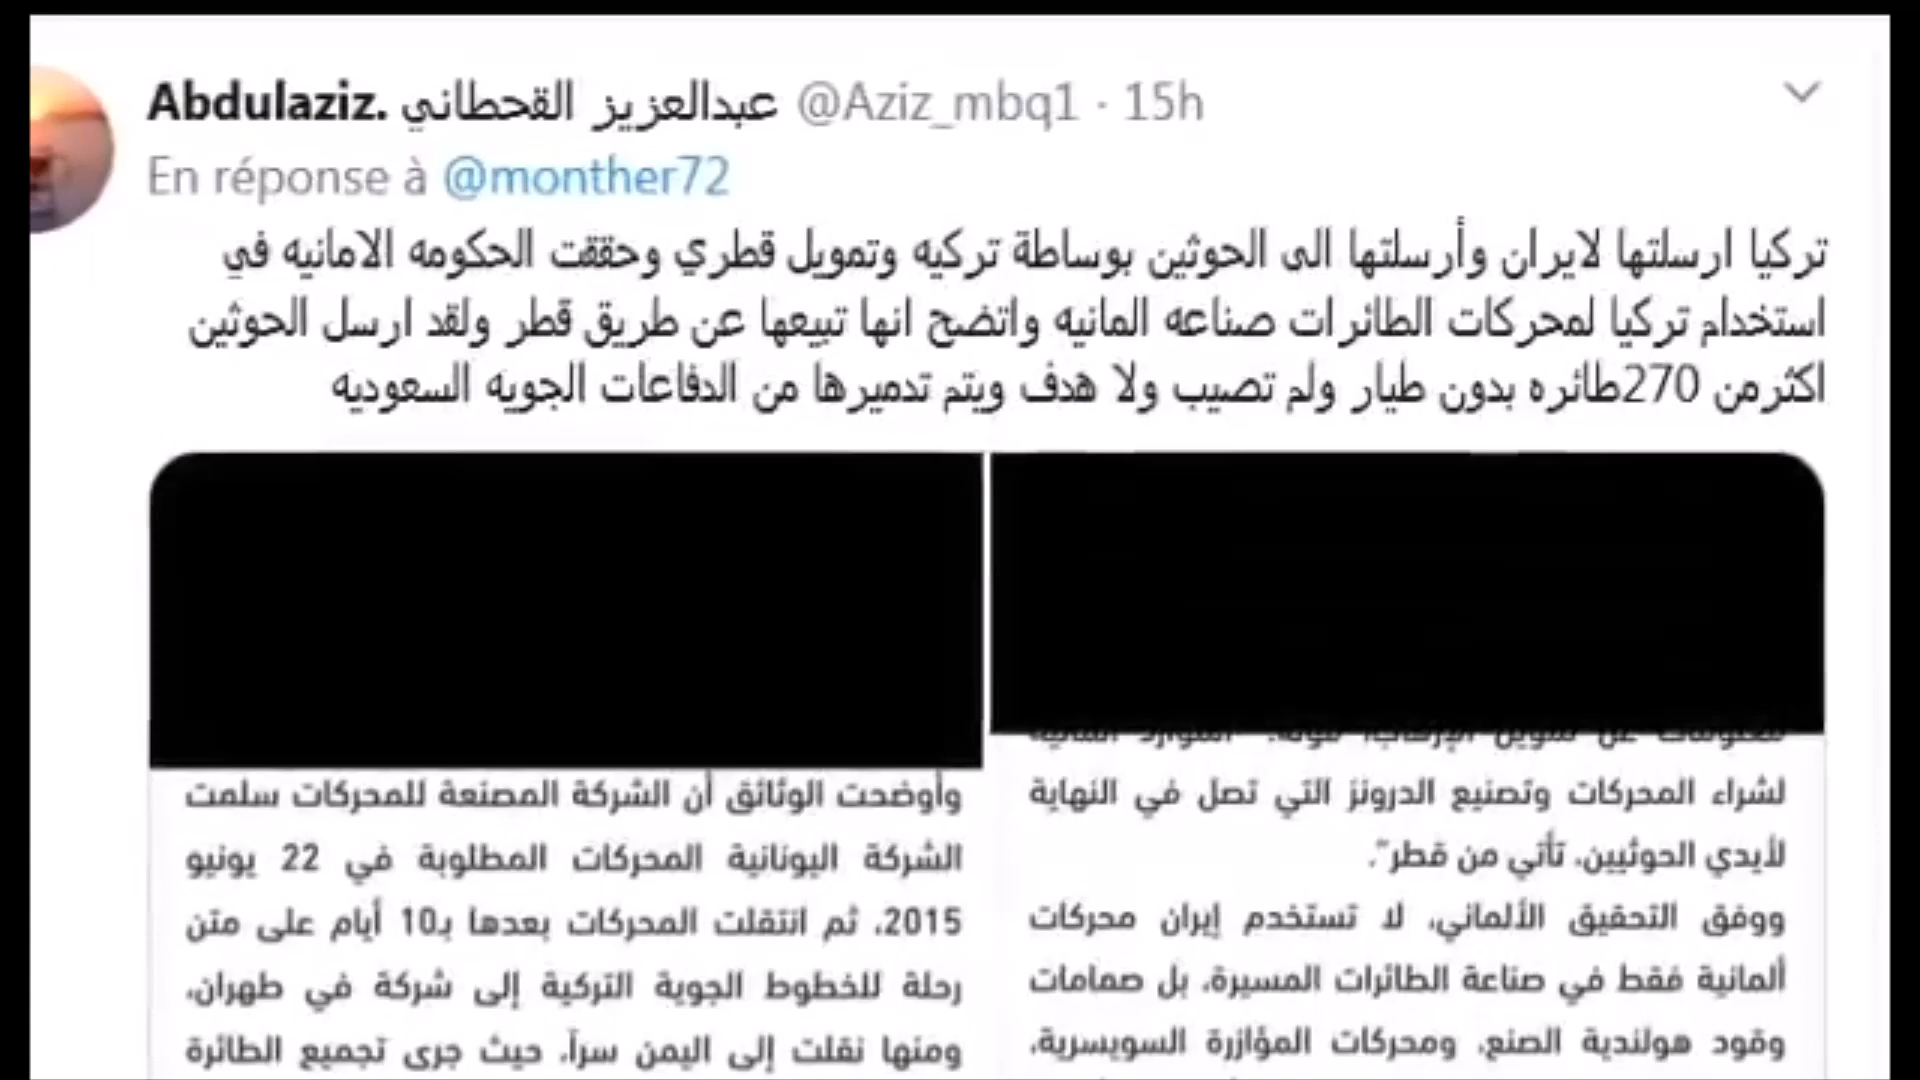 Abdulaziz. عبدالعزيز القحطاني @Aziz_mbq1 · 15h
En réponse à @monther72
تركيا ارسلتها لايران وأرسلتها الى الحوثين بوساطة تركيه وتمويل قطري وحققت الحكومه الامانيه في
استخدام تركيا لمحركات الطائرات صناعه المانيه واتضح انها تبيعها عن طريق قطر ولقد ارسل الحوثين
اكثرمن 270طائره بدون طيار ولم تصيب ولا هدف ويتم تدميرها من الدفاعات الجويه السعوديه
لشراء المحركات وتصنيع الدرونز التي تصل في النهاية
لأيدي الحوثيين، تأتي من قطر".
ووفق التحقيق الألماني، لا تستخدم إيران محركات
ألمانية فقط في صناعة الطائرات المسيرة، بل صمامات
وقود هولندية الصنع، ومحركات المؤازرة السويسرية،
وأوضحت الوثائق أن الشركة المصنعة للمحركات سلمت
الشركة اليونانية المحركات المطلوبة في 22 يونيو
2015، ثم انتقلت المحركات بعدها بـ10 أيام على متن
رحلة للخطوط الجوية التركية إلى شركة في طهران،
ومنها نقلت إلى اليمن سراً، حيث جرى تجميع الطائرة